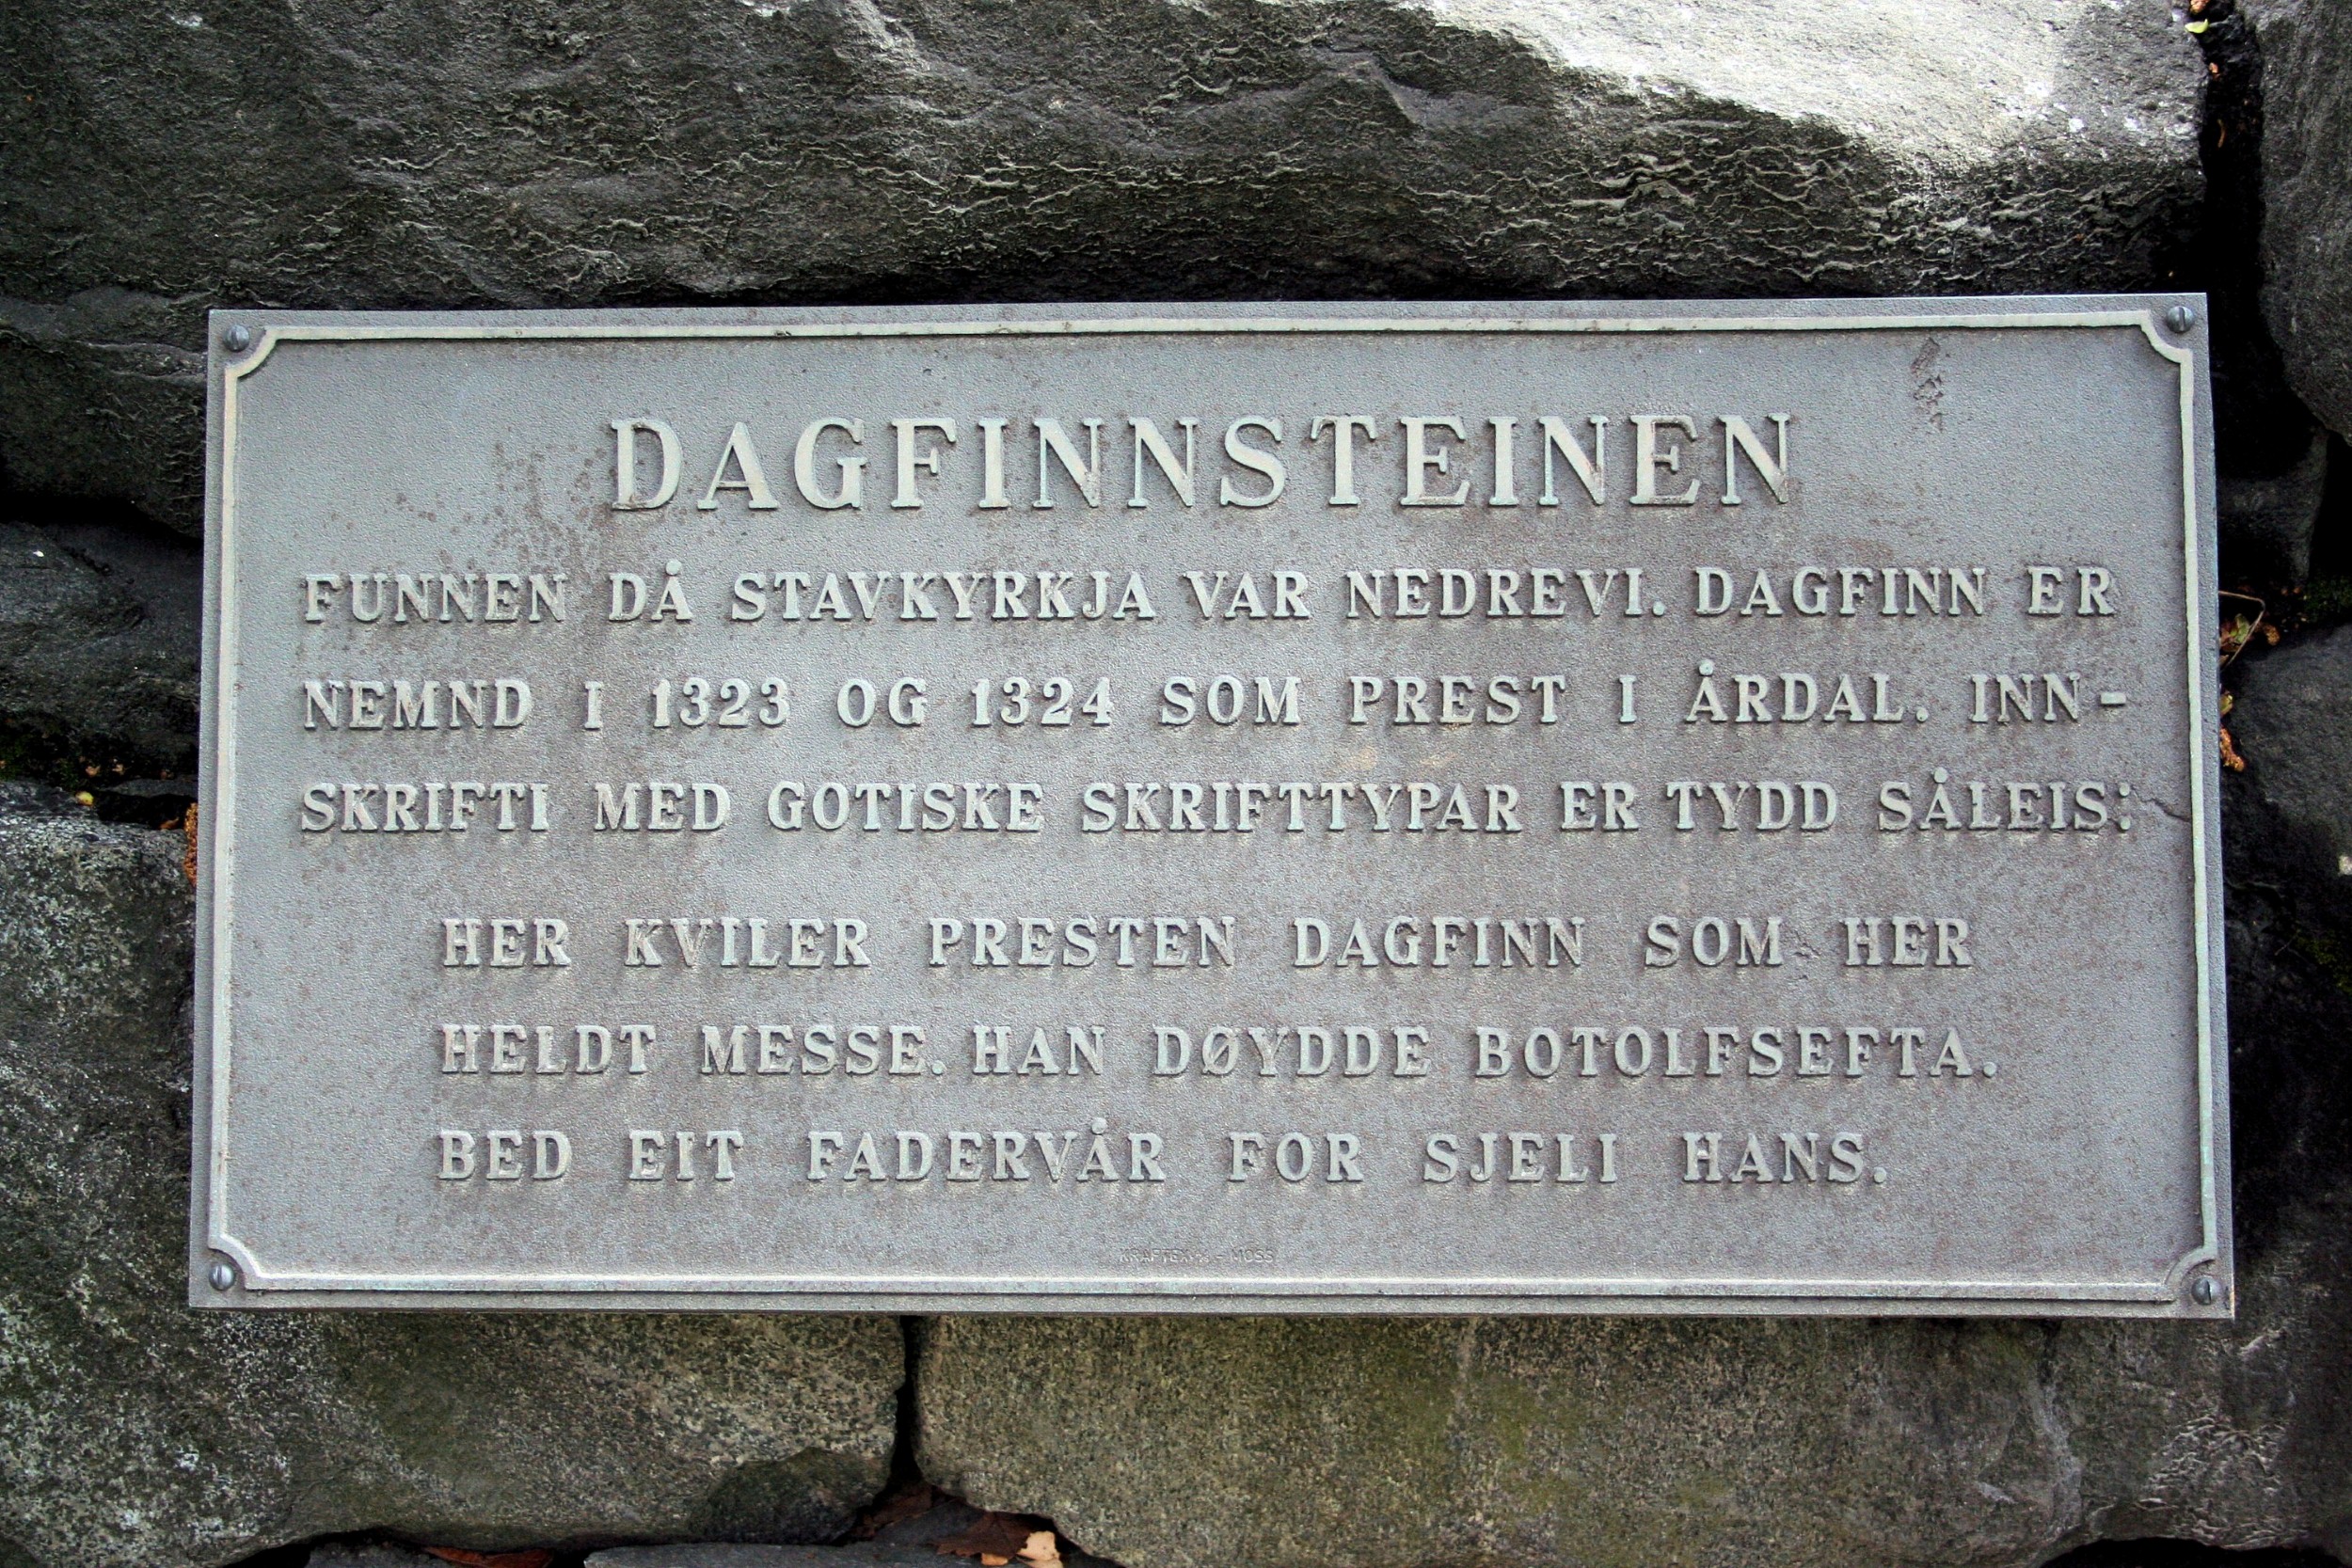 DAGFINNSTEINEN
FUNNEN DÅ STAVKYRKJA VAR NEDREVI. DAGFINN ER
NEMND I 1323 OG 1324 SOM PREST I ÅRDAL. INN-
SKRIFTI MED GOTISKE SKRIFTTYPAR ER TYDD SÅLEIS:
HER KVILER PRESTEN DAGFINN SOM HER
HELDT MESSE. HAN DØYDDE BOTOLFSEFTA.
BED EIT FADERVÅR FOR SJELI HANS.
- MOSS